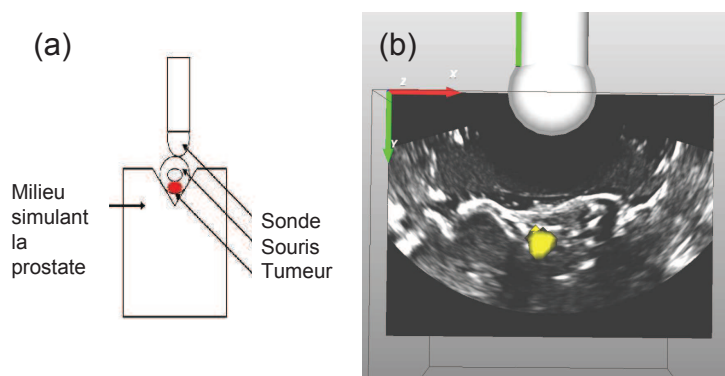 (a)
Milieu
simulant
la
prostate
Sonde
Souris
Tumeur
(b)
Z
X
Y